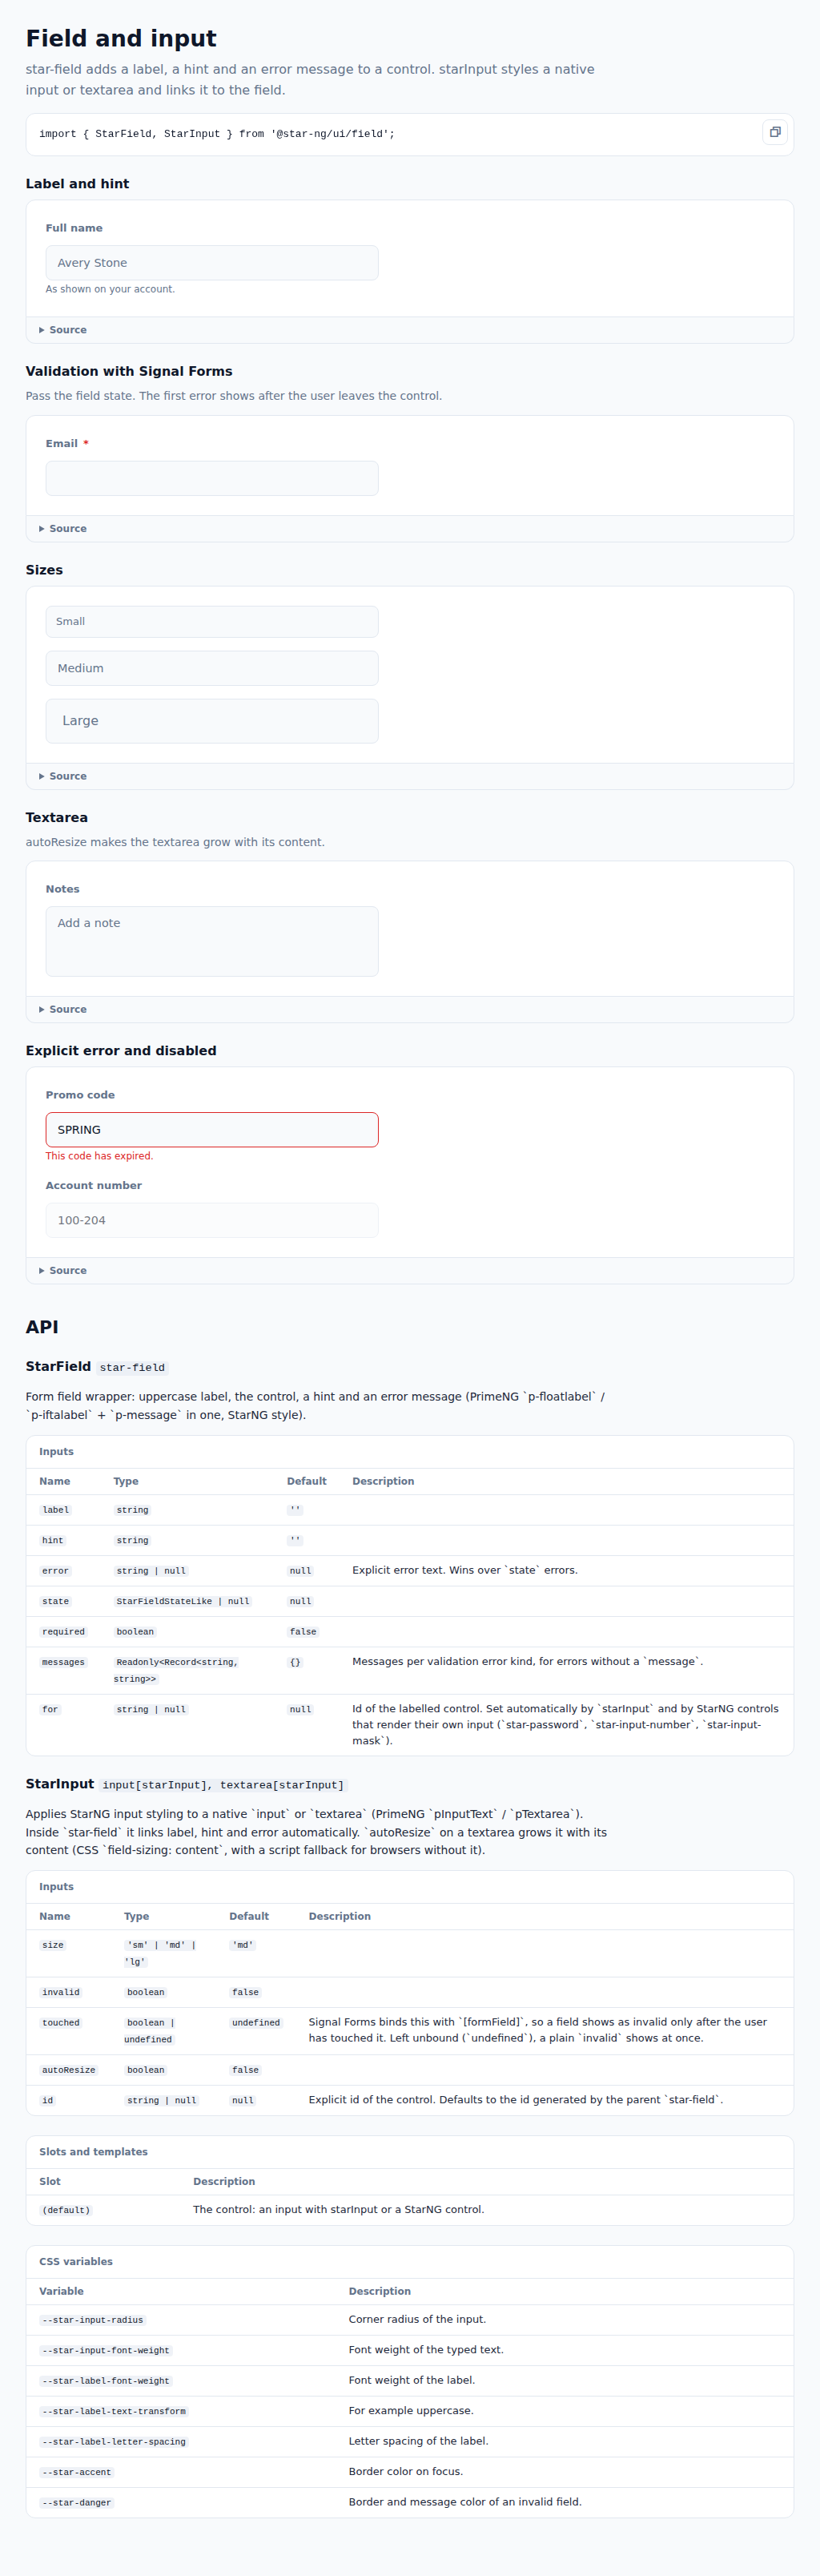 Field and input
star-field adds a label, a hint and an error message to a control. starInput styles a native
input or textarea and links it to the field.
import { StarField, StarInput } from '@star-ng/ui/field';
Label and hint
Full name
Avery Stone
As shown on your account.
Source
Validation with Signal Forms
Pass the field state. The first error shows after the user leaves the control.
Email *
Source
Sizes
Small
Medium
Large
Source
Textarea
autoResize makes the textarea grow with its content.
Notes
Add a note
Source
Explicit error and disabled
Promo code
SPRING
This code has expired.
Account number
100-204
Source
API
StarField star-field
Form field wrapper: uppercase label, the control, a hint and an error message (PrimeNG `p-floatlabel` /
`p-iftalabel` + `p-message` in one, StarNG style).
Inputs
Name Type Default Description
label string ''
hint string ''
error string | null null Explicit error text. Wins over `state` errors.
state StarFieldStateLike | null null
required boolean false
messages Readonly<Record<string, {} Messages per validation error kind, for errors without a `message`.
string>>
for string | null null Id of the labelled control. Set automatically by `starInput` and by StarNG controls
that render their own input (`star-password`, `star-input-number`, `star-input-
mask`).
StarInput input[starInput], textarea[starInput]
Applies StarNG input styling to a native `input` or `textarea` (PrimeNG `pInputText` / `pTextarea`).
Inside `star-field` it links label, hint and error automatically. `autoResize` on a textarea grows it with its
content (CSS `field-sizing: content`, with a script fallback for browsers without it).
Inputs
Name Type Default Description
size 'sm' | 'md' | 'md'
'lg'
invalid boolean false
touched boolean | undefined Signal Forms binds this with `[formField]`, so a field shows as invalid only after the user
undefined has touched it. Left unbound (`undefined`), a plain `invalid` shows at once.
autoResize boolean false
id string | null null Explicit id of the control. Defaults to the id generated by the parent `star-field`.
Slots and templates
Slot Description
(default) The control: an input with starInput or a StarNG control.
CSS variables
Variable Description
--star-input-radius Corner radius of the input.
--star-input-font-weight Font weight of the typed text.
--star-label-font-weight Font weight of the label.
--star-label-text-transform For example uppercase.
--star-label-letter-spacing Letter spacing of the label.
--star-accent Border color on focus.
--star-danger Border and message color of an invalid field.